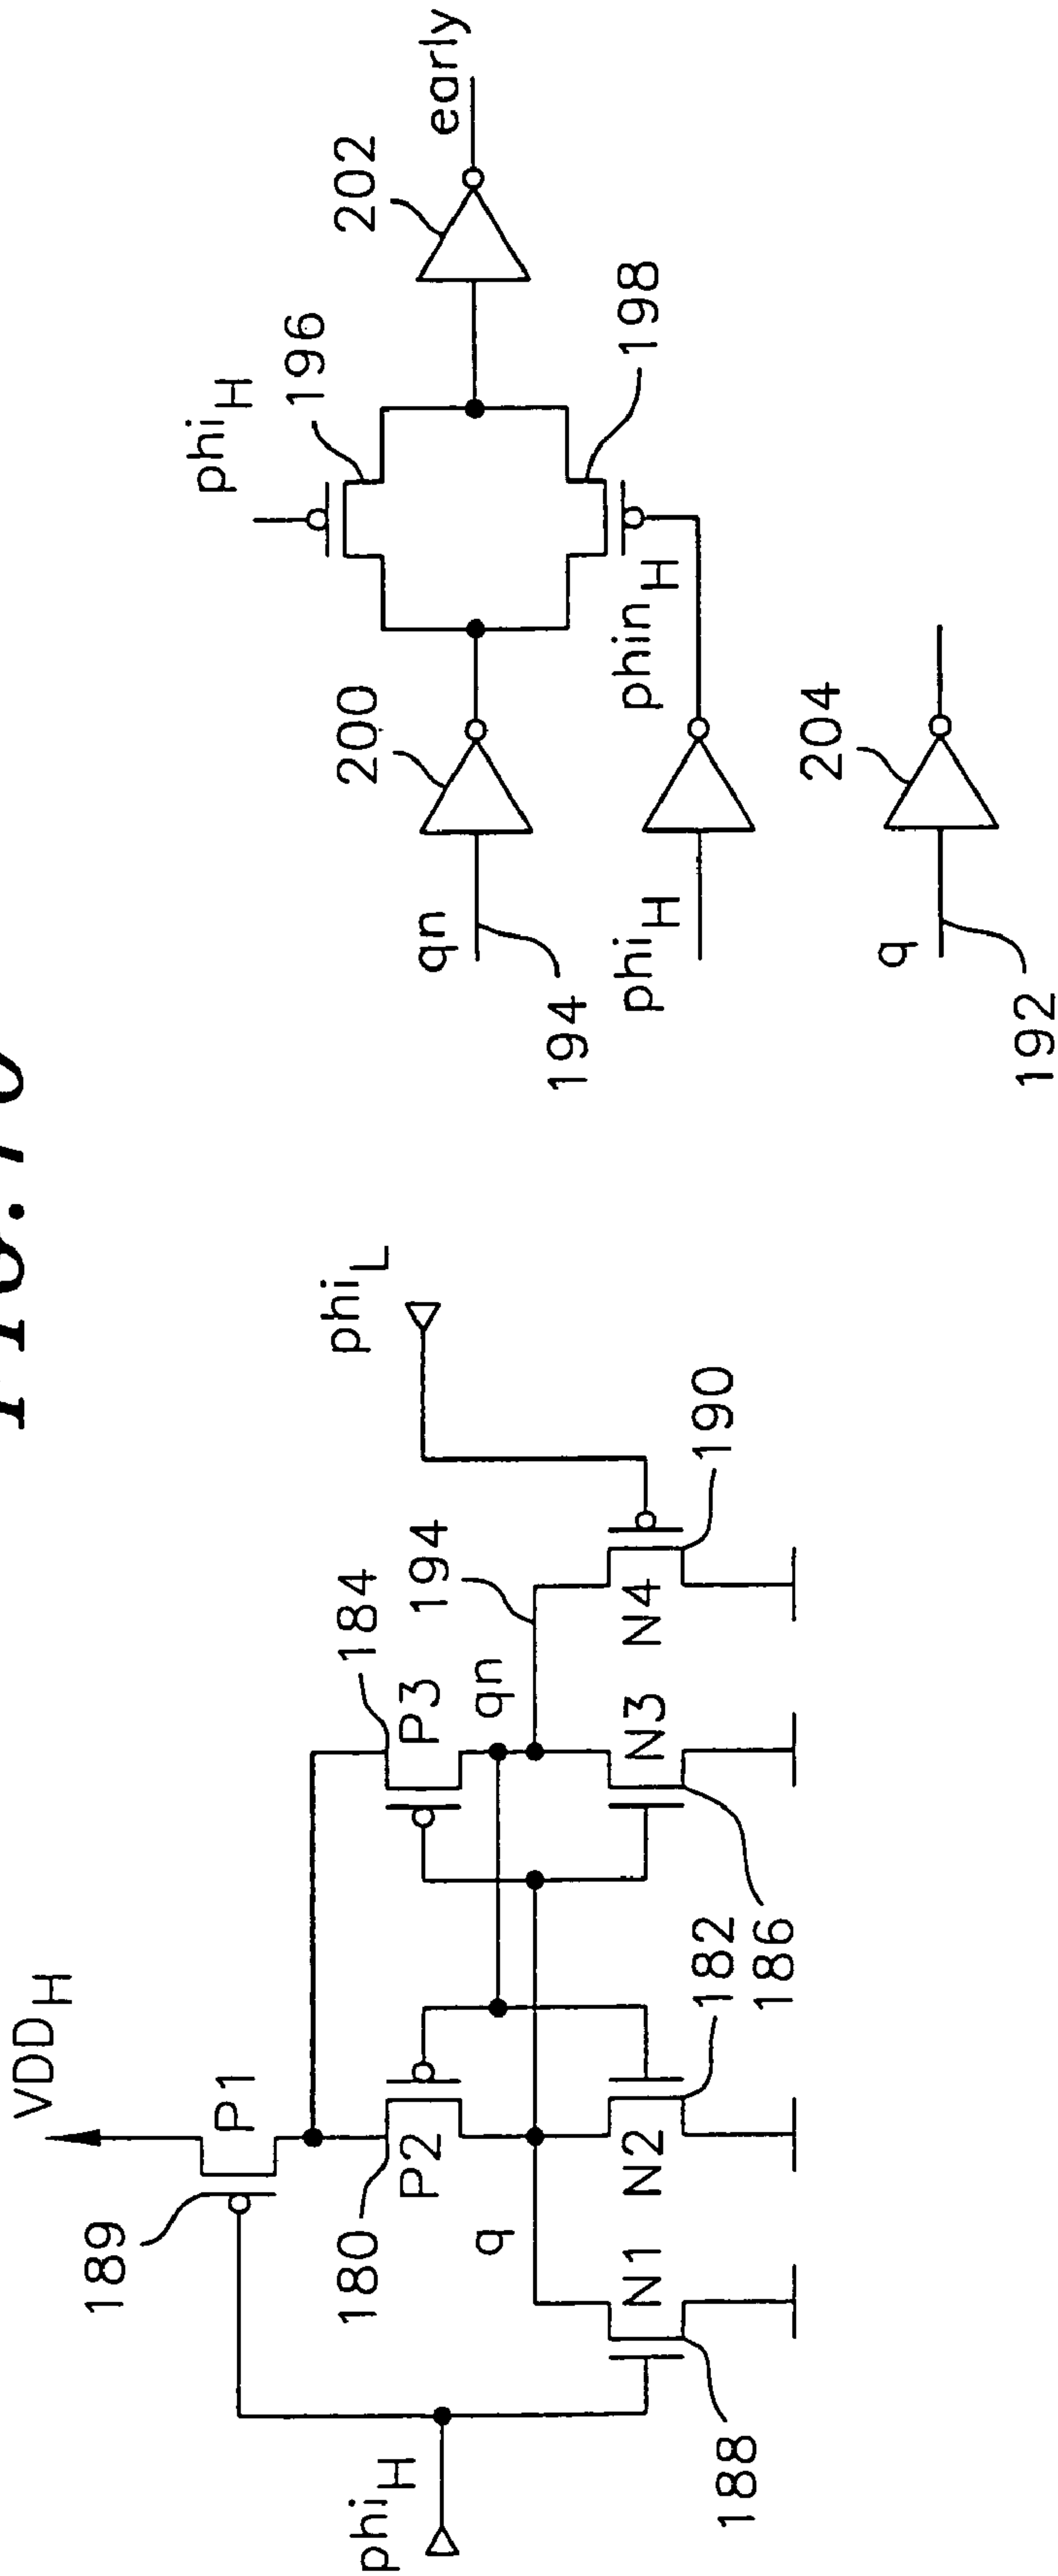 FIG.
VDD_H
189
P1
phi_H
180
P2
184
P3
194
phi_L
q
qn
N1
N2
N3
N4
188
182
186
190
phi_H
196
202
early
200
qn
194
198
phi_H
phin_H
204
q
192